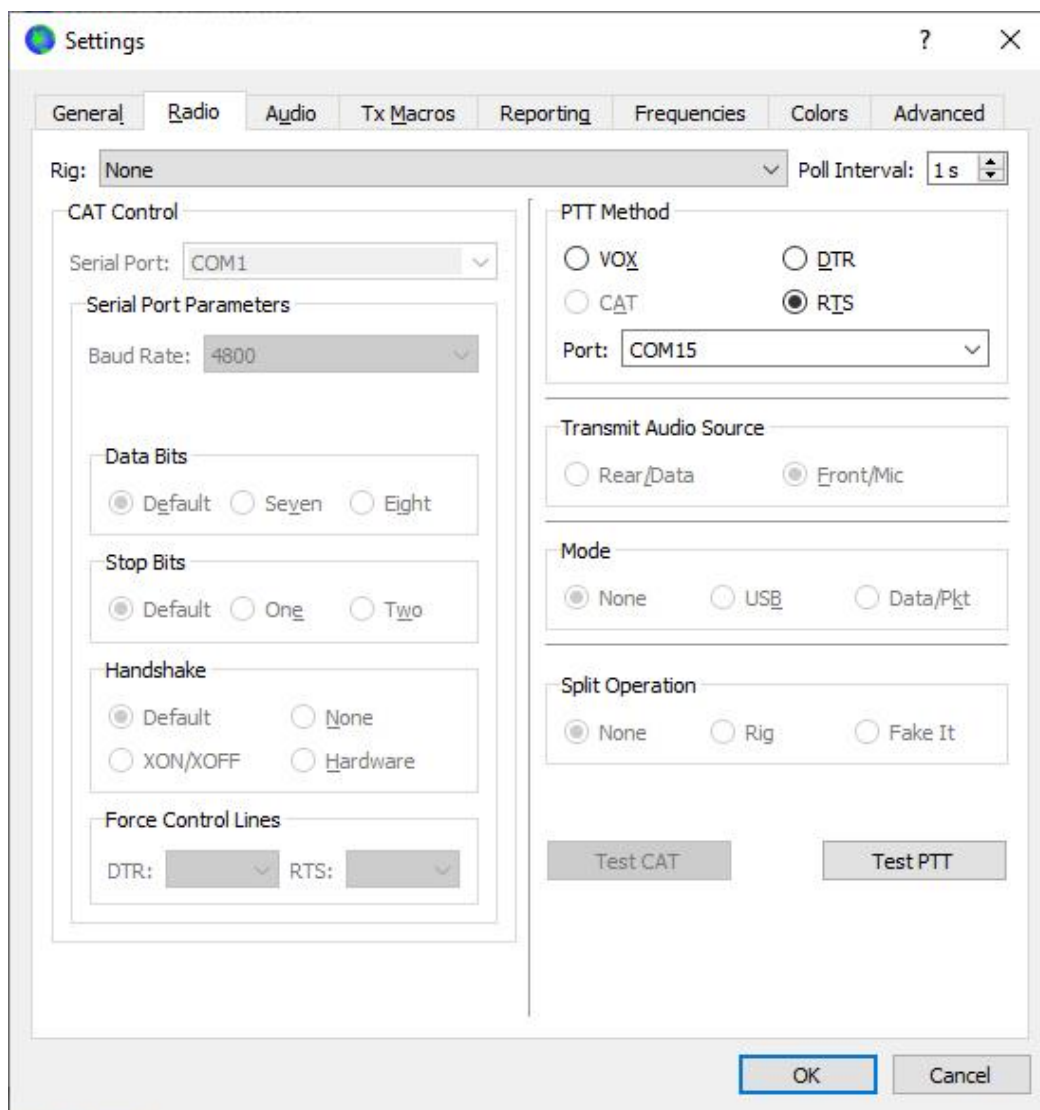 Settings
?
General Radio Audio Tx Macros Reporting Frequencies Colors Advanced
Rig: None Poll Interval: 1 s
CAT Control
Serial Port: COM1
Serial Port Parameters
Baud Rate: 4800
Data Bits
Default Seven Eight
Stop Bits
Default One Two
Handshake
Default None
XON/XOFF Hardware
Force Control Lines
DTR: RTS:
PTT Method
VOX DTR
CAT RTS
Port: COM15
Transmit Audio Source
Rear/Data Front/Mic
Mode
None USB Data/Pkt
Split Operation
None Rig Fake It
Test CAT Test PTT
OK Cancel